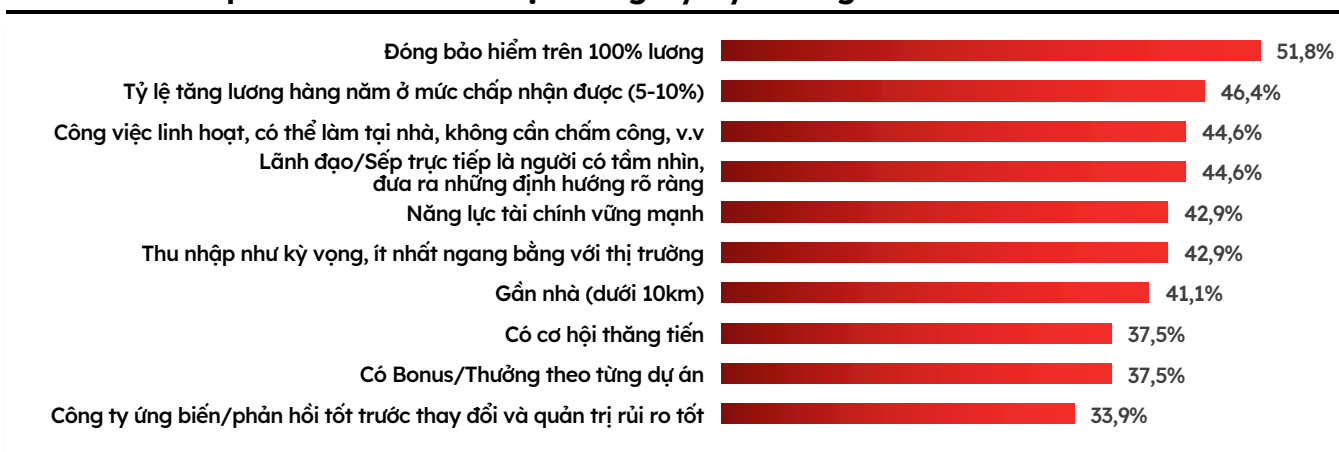 Đóng bảo hiểm trên 100% lương 51,8%
Tỷ lệ tăng lương hàng năm ở mức chấp nhận được (5-10%) 46,4%
Công việc linh hoạt, có thể làm tại nhà, không cần chấm công, v.v 44,6%
Lãnh đạo/Sếp trực tiếp là người có tầm nhìn,
đưa ra những định hướng rõ ràng 44,6%
Năng lực tài chính vững mạnh 42,9%
Thu nhập như kỳ vọng, ít nhất ngang bằng với thị trường 42,9%
Gần nhà (dưới 10km) 41,1%
Có cơ hội thăng tiến 37,5%
Có Bonus/Thưởng theo từng dự án 37,5%
Công ty ứng biến/phản hồi tốt trước thay đổi và quản trị rủi ro tốt 33,9%